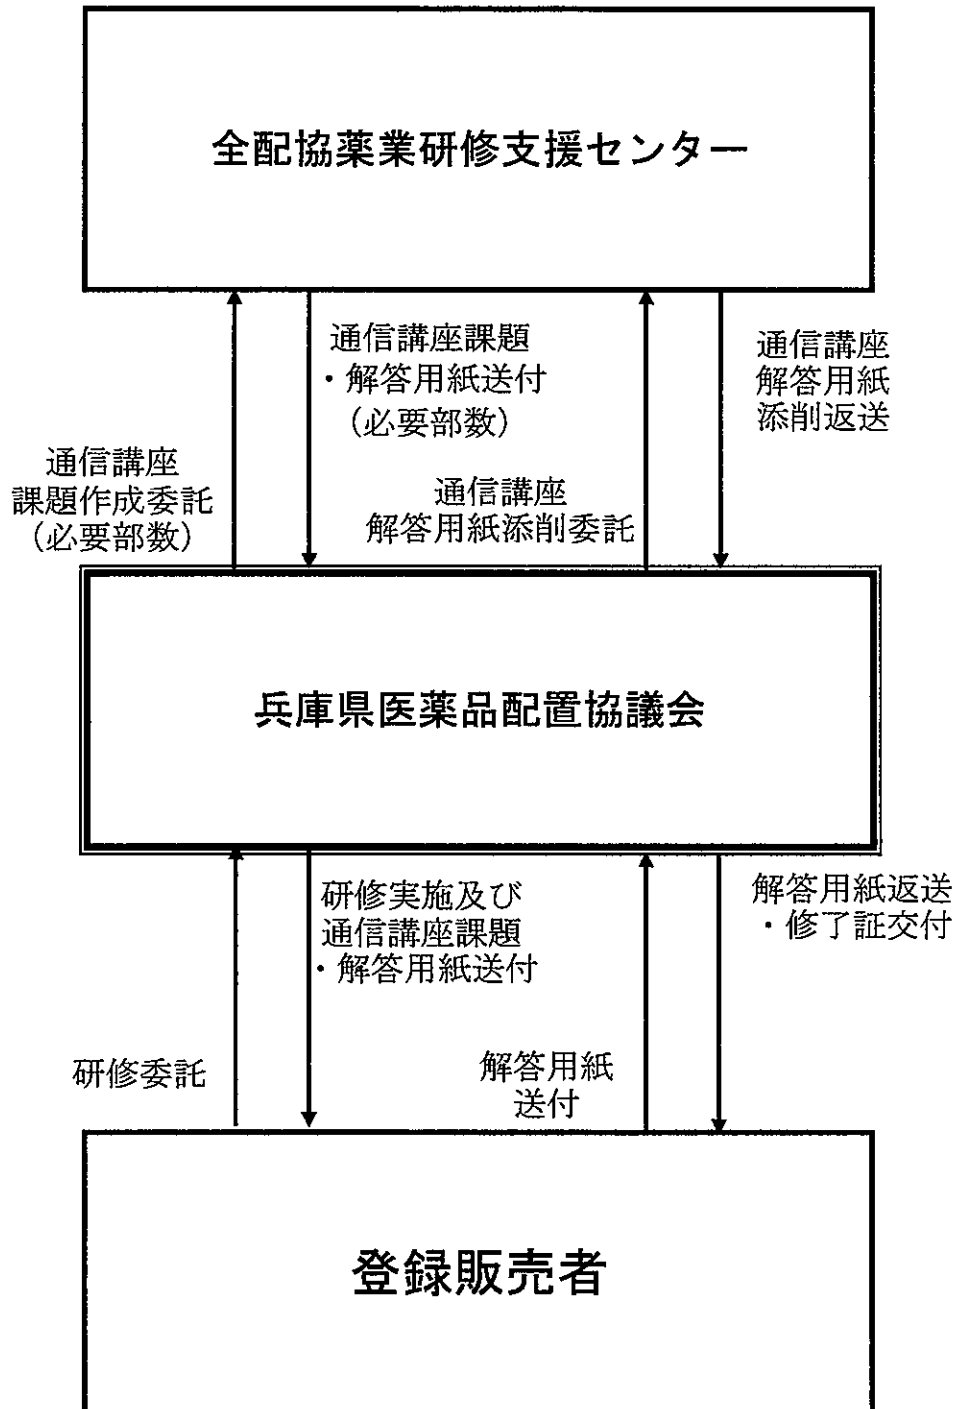 全配協薬業研修支援センター
通信講座課題
・解答用紙送付
（必要部数）
通信講座
解答用紙
添削返送
通信講座
課題作成委託
（必要部数）
通信講座
解答用紙添削委託
兵庫県医薬品配置協議会
研修実施及び
通信講座課題
・解答用紙送付
解答用紙返送
・修了証交付
研修委託
解答用紙
送付
登録販売者